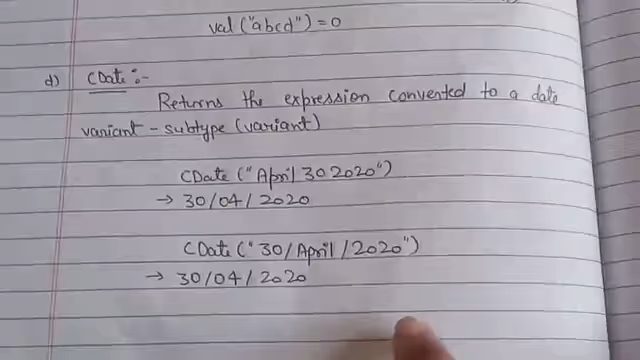 val("abcd") = 0
d) CDate :-
Returns the expression converted to a date
variant - subtype (variant)
CDate ("April 30 2020")
→ 30/04/2020
CDate ("30/April/2020")
→ 30/04/2020